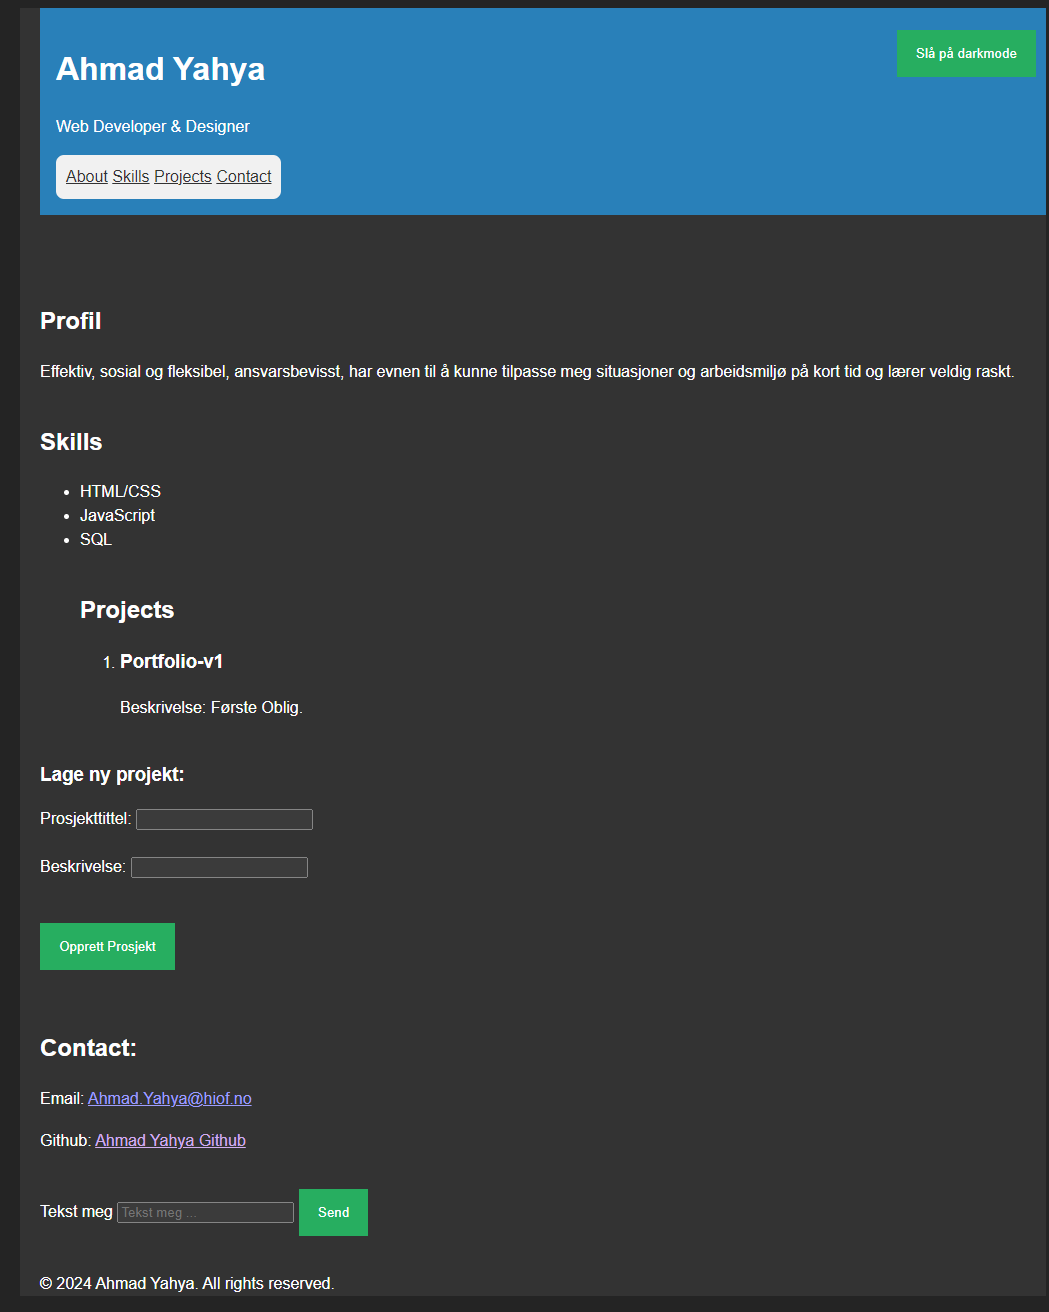 Slå på darkmode
Ahmad Yahya
Web Developer & Designer
About Skills Projects Contact
Profil
Effektiv, sosial og fleksibel, ansvarsbevisst, har evnen til å kunne tilpasse meg situasjoner og arbeidsmiljø på kort tid og lærer veldig raskt.
Skills
• HTML/CSS
• JavaScript
• SQL
Projects
1. Portfolio-v1
Beskrivelse: Første Oblig.
Lage ny projekt:
Prosjekttittel:
Beskrivelse:
Opprett Prosjekt
Contact:
Email: Ahmad.Yahya@hiof.no
Github: Ahmad Yahya Github
Tekst meg Tekst meg ... Send
© 2024 Ahmad Yahya. All rights reserved.